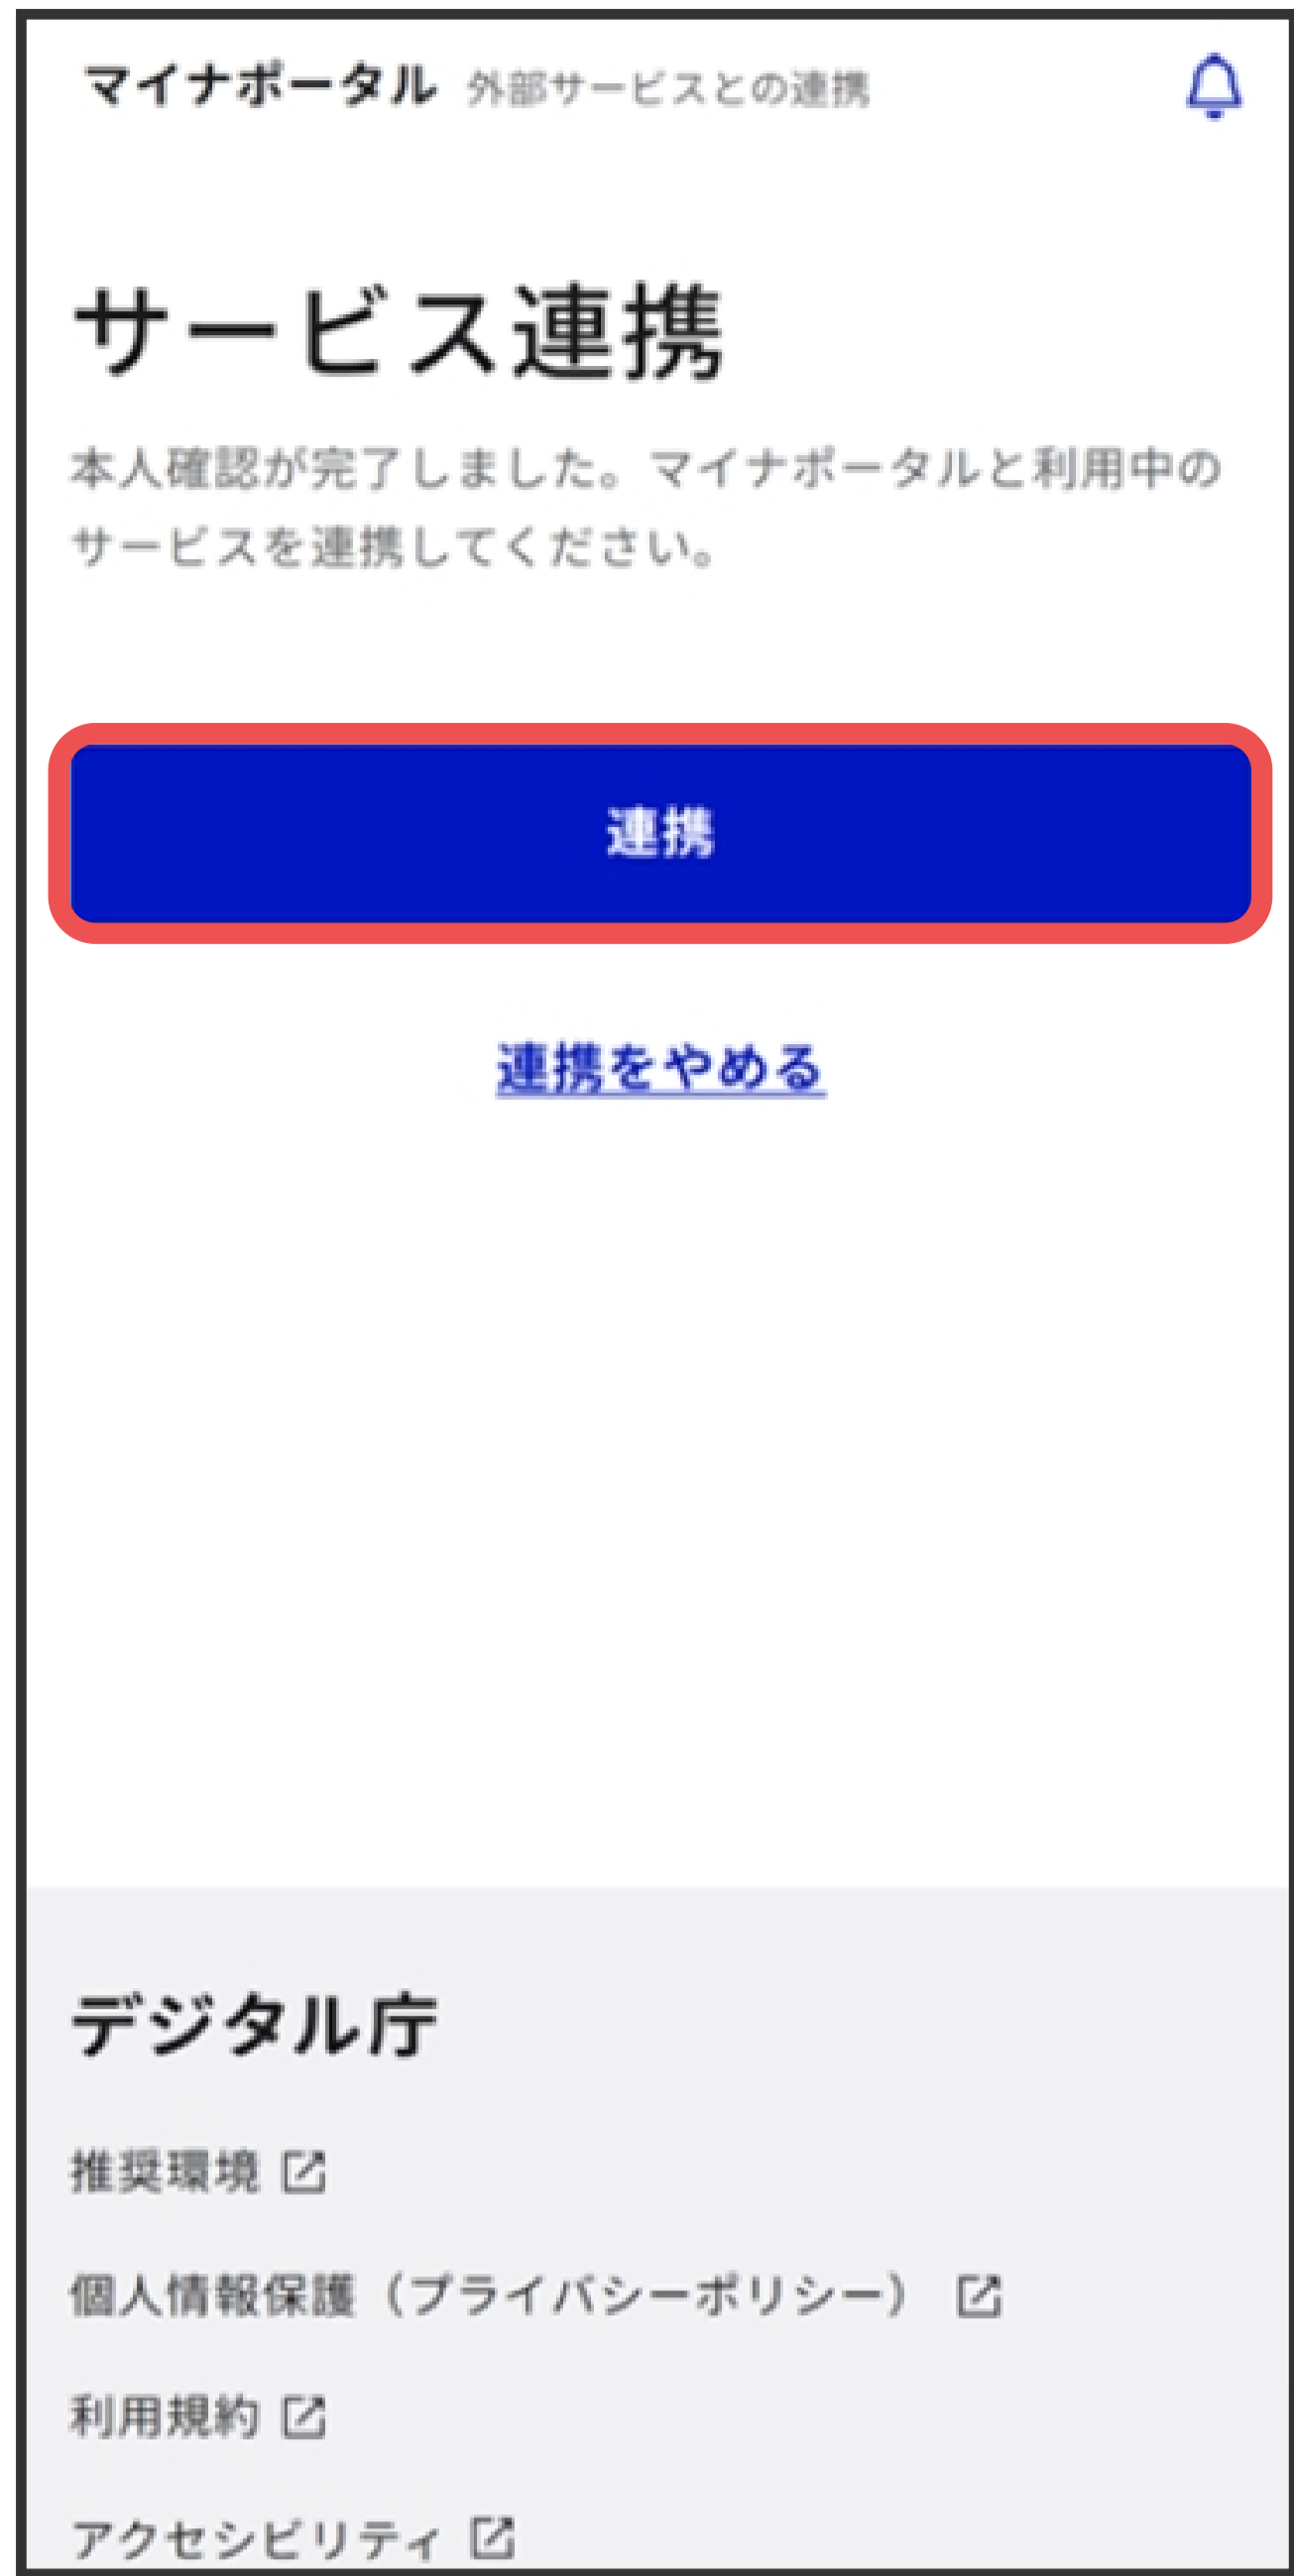 マイナポータル 外部サービスとの連携
サービス連携
本人確認が完了しました。マイナポータルと利用中の
サービスを連携してください。
連携
連携をやめる
デジタル庁
推奨環境
個人情報保護（プライバシーポリシー）
利用規約
アクセシビリティ